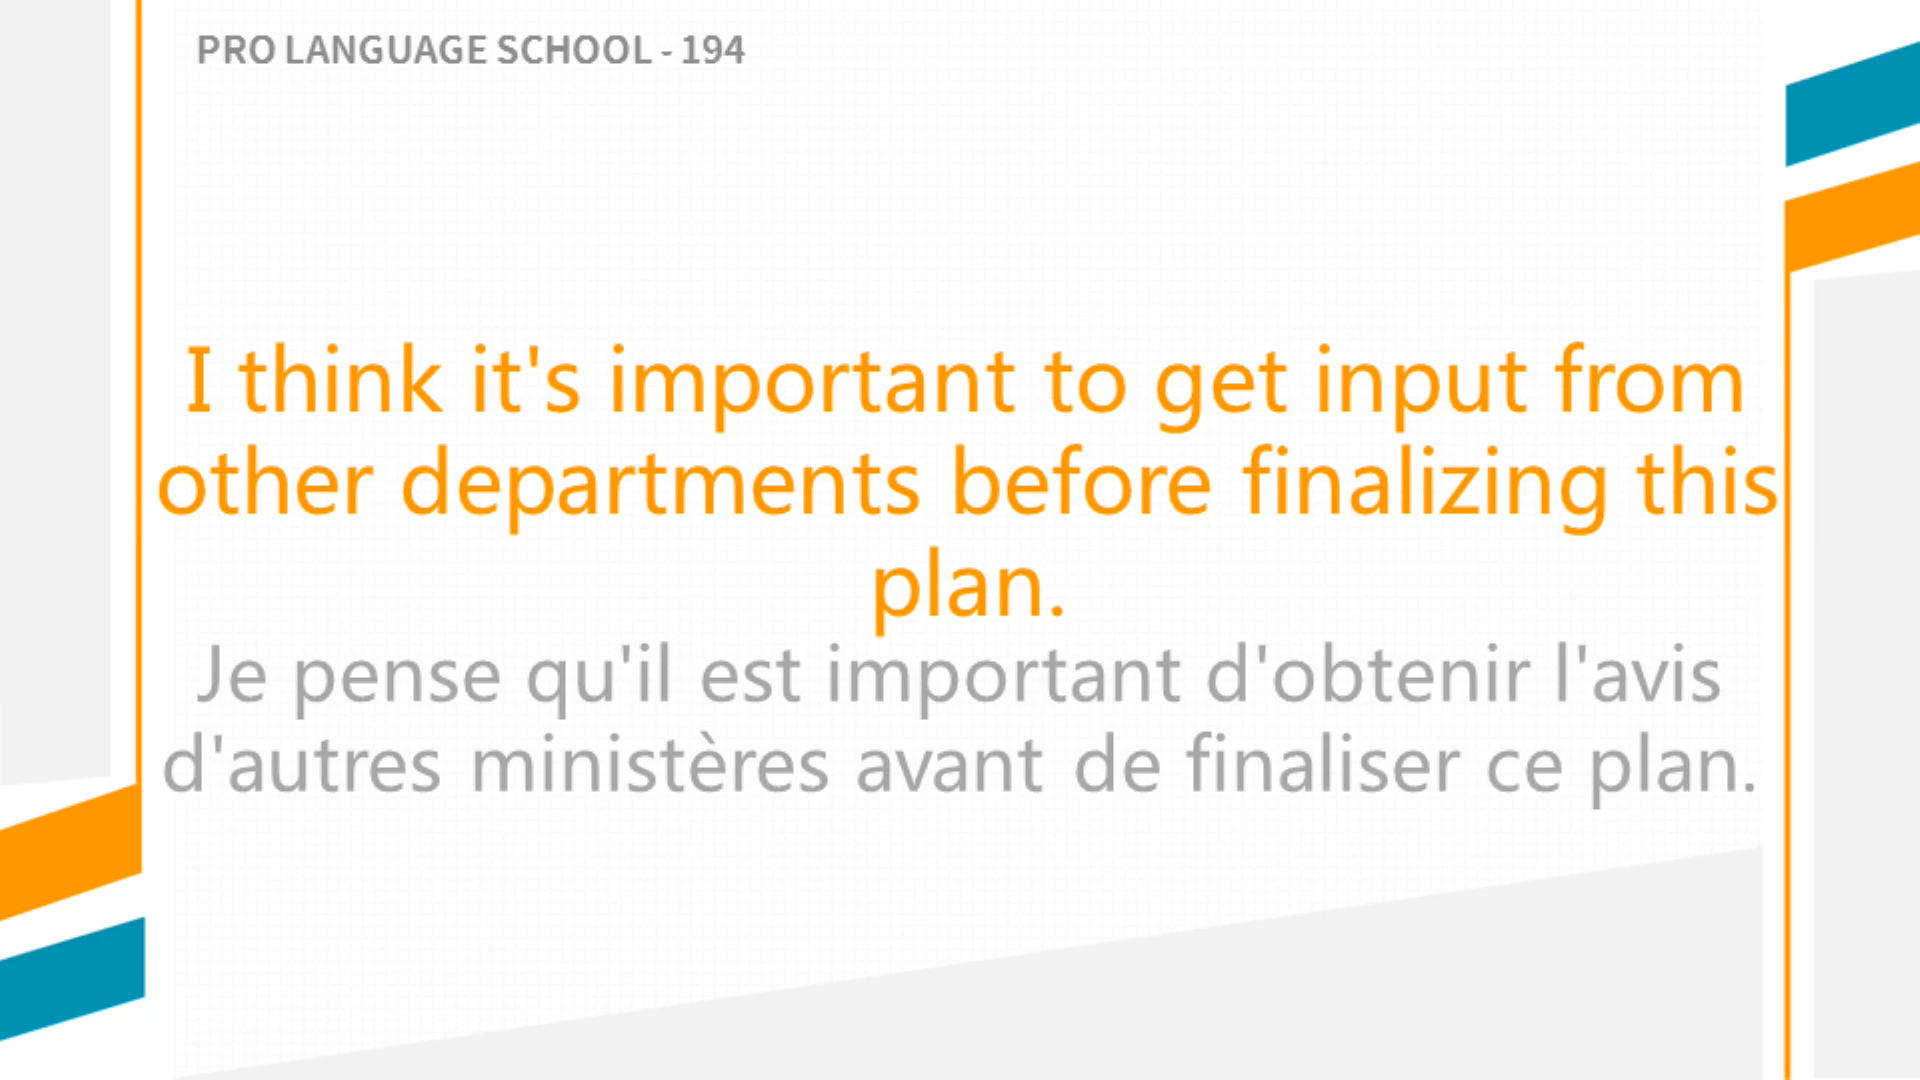 PRO LANGUAGE SCHOOL - 194
I think it's important to get input from
other departments before finalizing this
plan.
Je pense qu'il est important d'obtenir l'avis
d'autres ministères avant de finaliser ce plan.